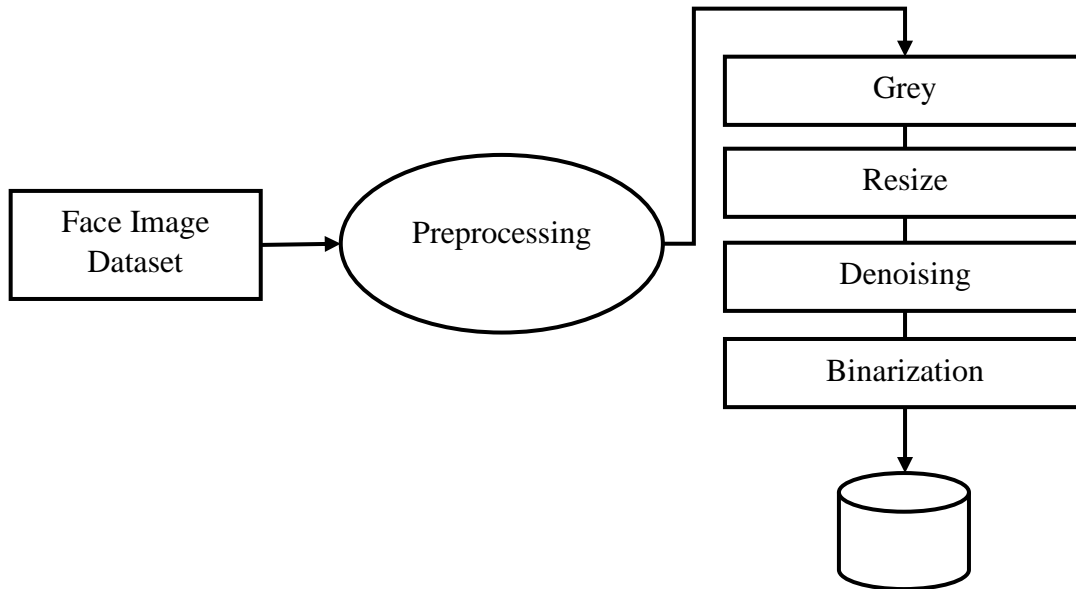 Face Image
Dataset
Preprocessing
Grey
Resize
Denoising
Binarization